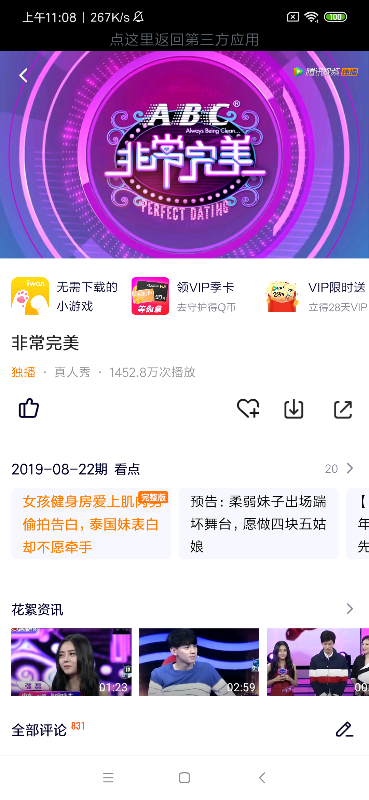 上午11:08 | 267K/s
100
点这里返回第三方应用
腾讯视频 独播
ABC®
Always Being Clean...
非常完美
PERFECT DATING
无需下载的
小游戏
领VIP季卡
去守护得Q币
VIP限时送
立得28天VIP
非常完美
独播 · 真人秀 · 1452.8万次播放
2019-08-22期 看点
20
女孩健身房爱上肌肉男
完整版
偷拍告白，泰国妹表白
却不愿牵手
预告：柔弱妹子出场踹
坏舞台，愿做四块五姑
娘
【
年
先
花絮资讯
01:23
02:59
00
全部评论 831